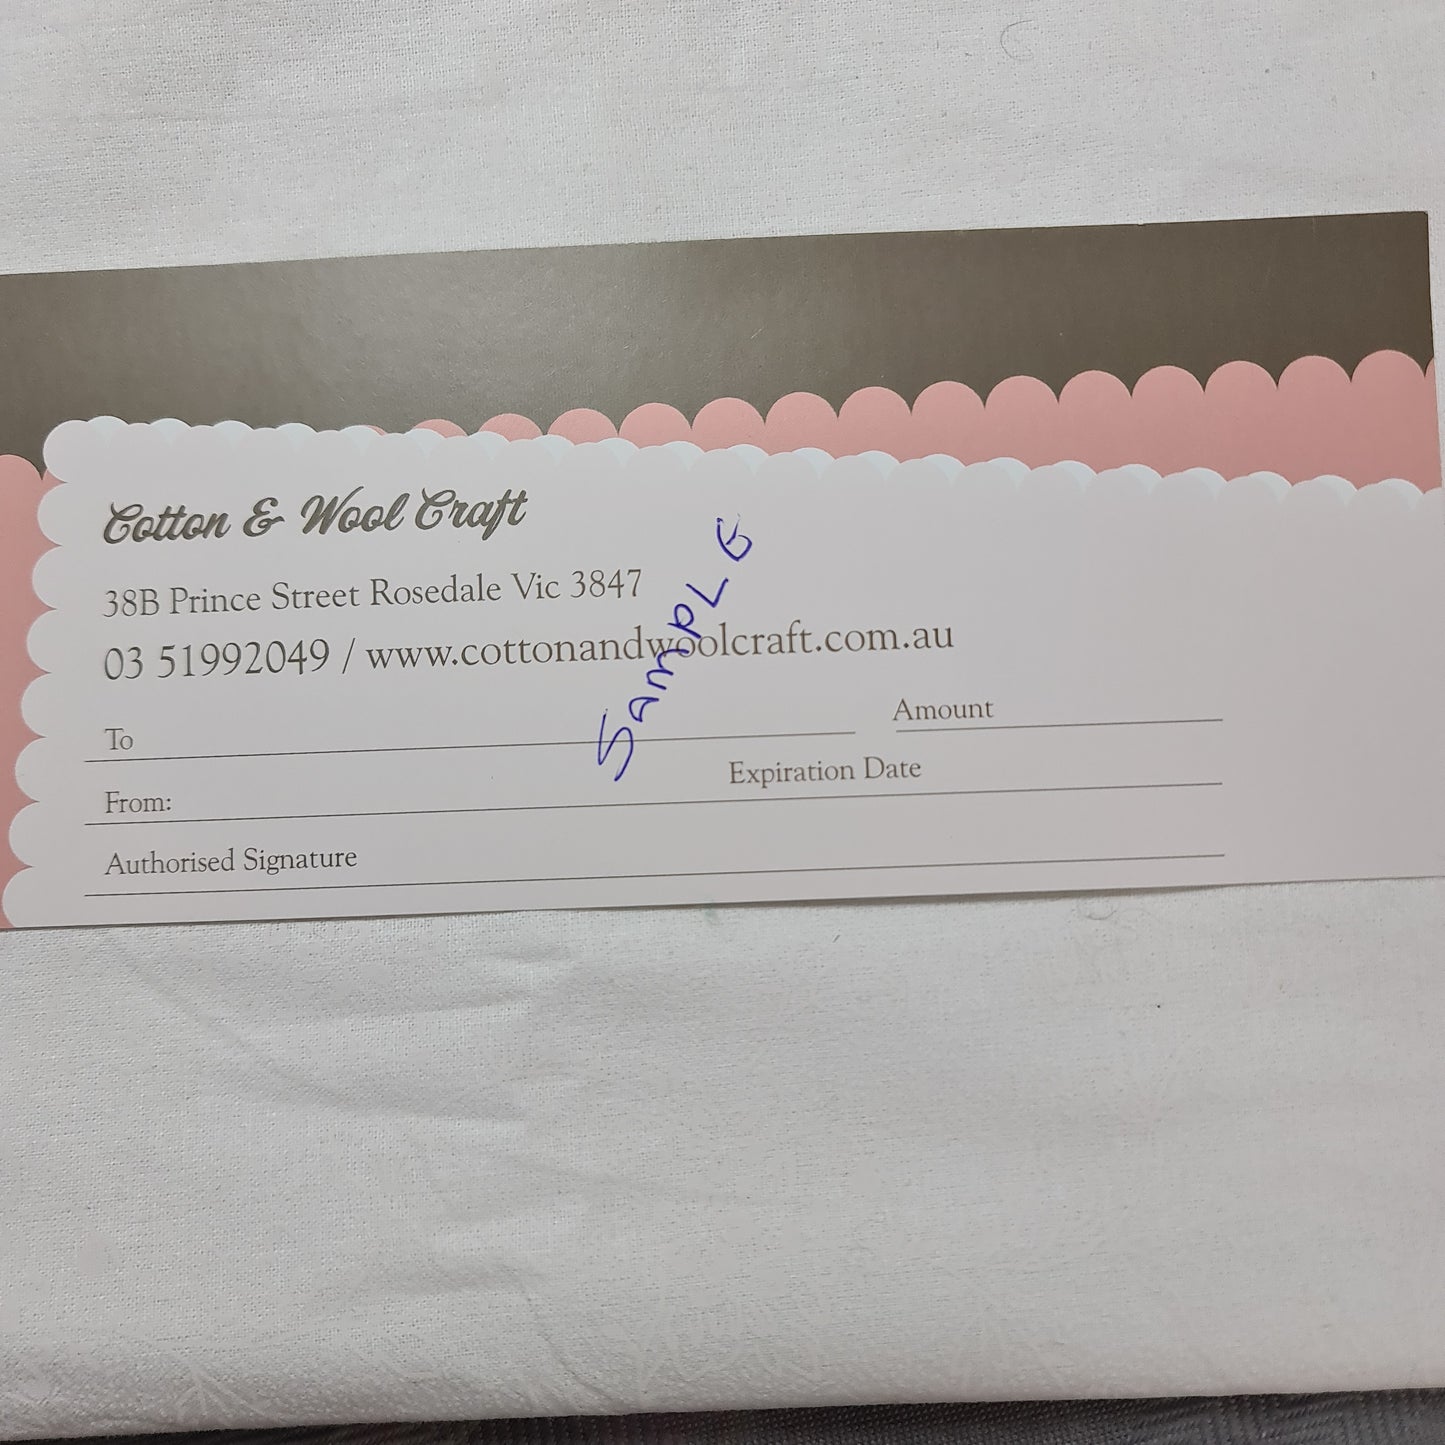 Cotton & Wool Craft
38B Prince Street Rosedale Vic 3847
03 51992049 / www.cottonandwoolcraft.com.au
SAMPLE
To
Amount
From:
Expiration Date
Authorised Signature